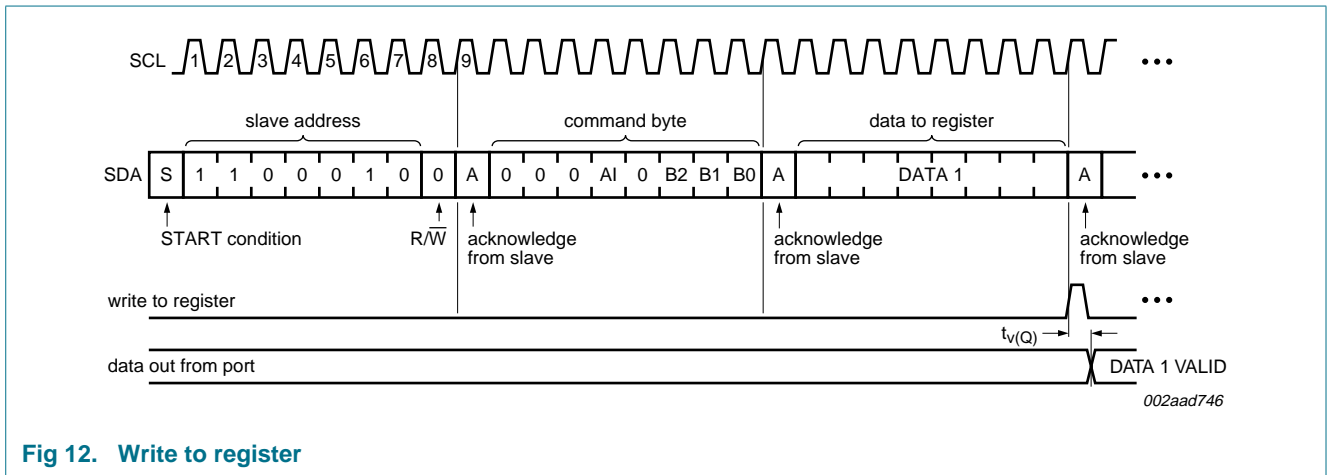 SCL 1 2 3 4 5 6 7 8 9
slave address command byte data to register
SDA S 1 1 0 0 0 1 0 0 A 0 0 0 AI 0 B2 B1 B0 A DATA 1 A
START condition R/W̅ acknowledge from slave acknowledge from slave acknowledge from slave
write to register
tv(Q)
data out from port DATA 1 VALID
002aad746
Fig 12. Write to register